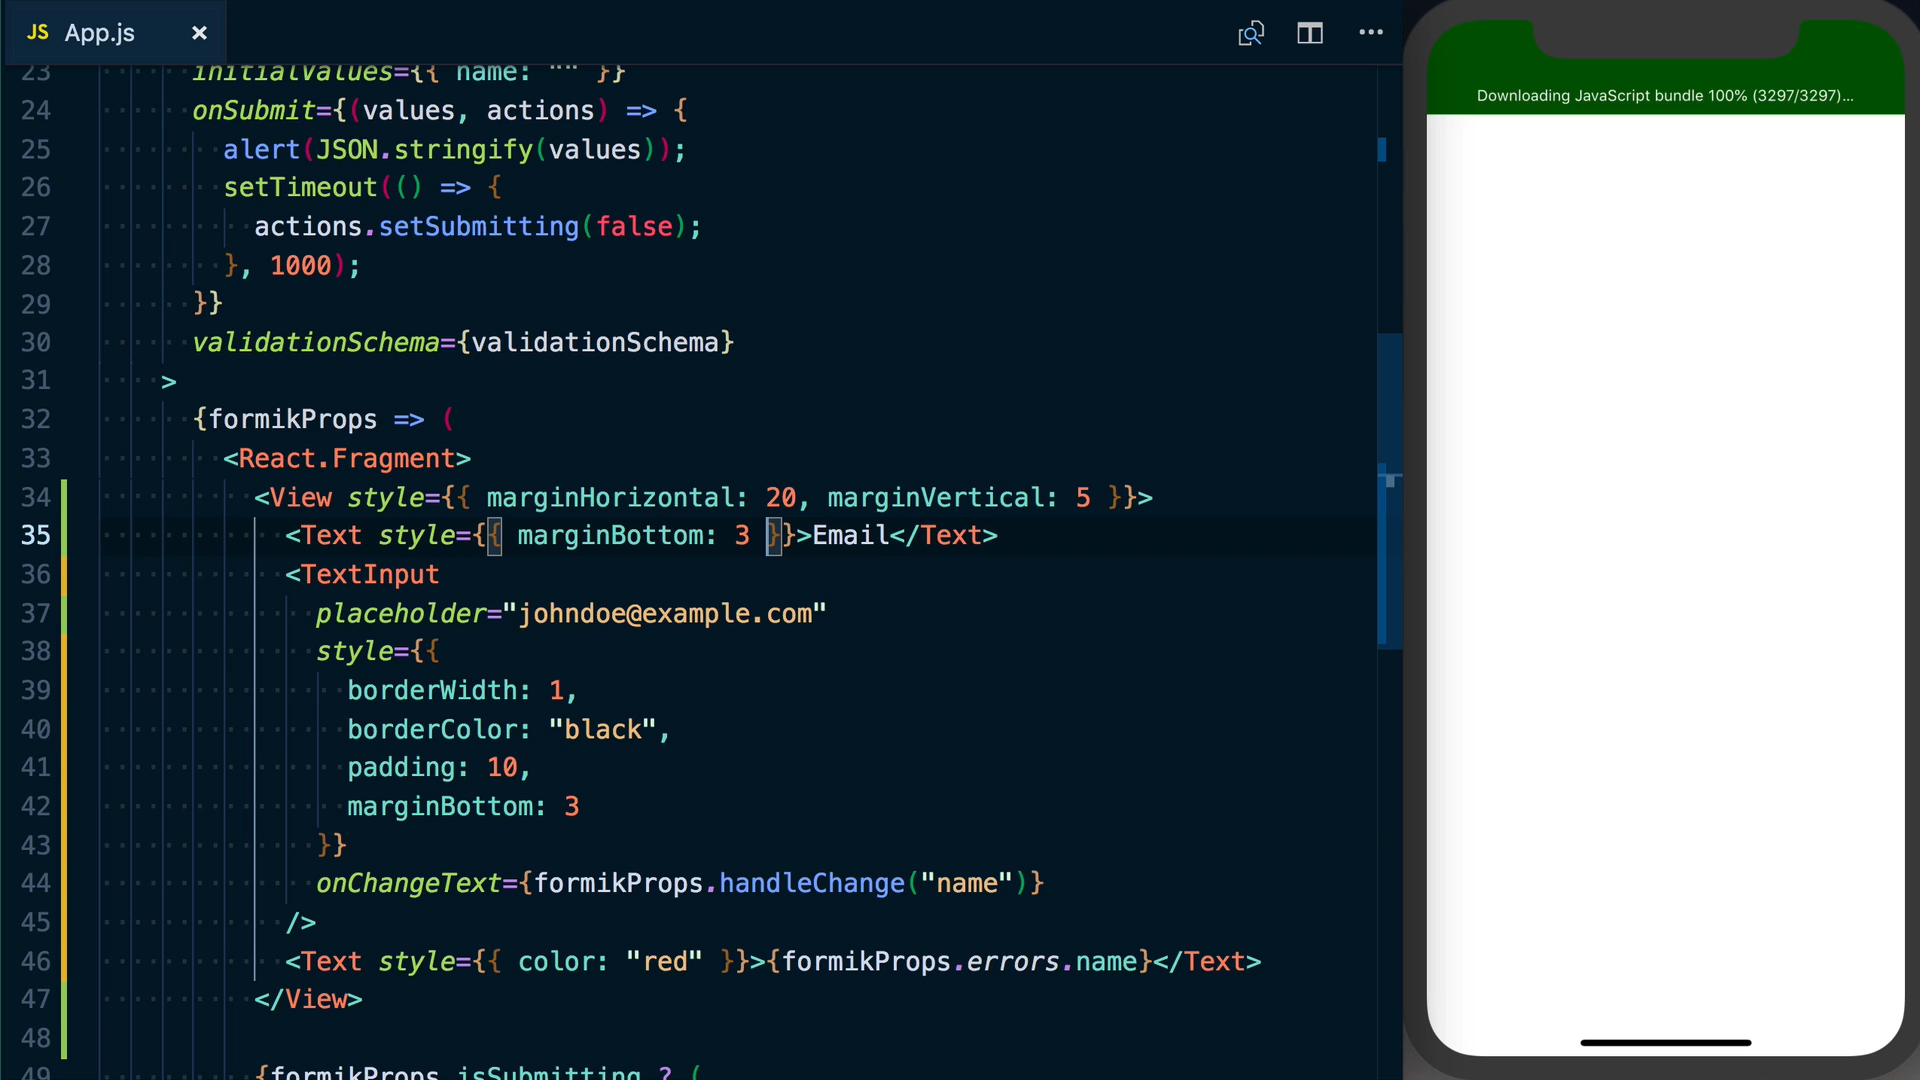 JS App.js ×
23 initialValues={{ name: "" }}
24 onSubmit={(values, actions) => {
25 alert(JSON.stringify(values));
26 setTimeout(() => {
27 actions.setSubmitting(false);
28 }, 1000);
29 }}
30 validationSchema={validationSchema}
31 >
32 {formikProps => (
33 <React.Fragment>
34 <View style={{ marginHorizontal: 20, marginVertical: 5 }}>
35 <Text style={{ marginBottom: 3 }}>Email</Text>
36 <TextInput
37 placeholder="johndoe@example.com"
38 style={{
39 borderWidth: 1,
40 borderColor: "black",
41 padding: 10,
42 marginBottom: 3
43 }}
44 onChangeText={formikProps.handleChange("name")}
45 />
46 <Text style={{ color: "red" }}>{formikProps.errors.name}</Text>
47 </View>
48
49 {formikProps.isSubmitting ? (
Downloading JavaScript bundle 100% (3297/3297)...